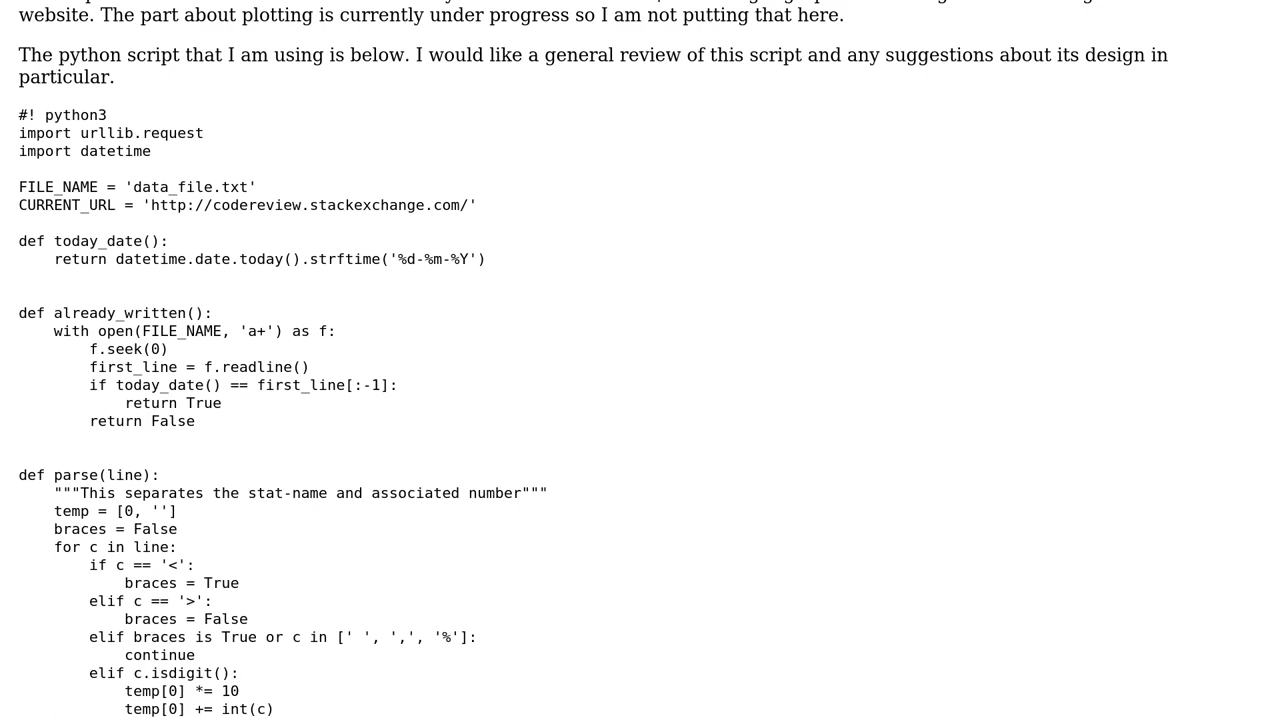 website. The part about plotting is currently under progress so I am not putting that here.
The python script that I am using is below. I would like a general review of this script and any suggestions about its design in
particular.
#! python3
import urllib.request
import datetime
FILE_NAME = 'data_file.txt'
CURRENT_URL = 'http://codereview.stackexchange.com/'
def today_date():
    return datetime.date.today().strftime('%d-%m-%Y')
def already_written():
    with open(FILE_NAME, 'a+') as f:
        f.seek(0)
        first_line = f.readline()
        if today_date() == first_line[:-1]:
            return True
        return False
def parse(line):
    """This separates the stat-name and associated number"""
    temp = [0, '']
    braces = False
    for c in line:
        if c == '<':
            braces = True
        elif c == '>':
            braces = False
        elif braces is True or c in [' ', ',', '%']:
            continue
        elif c.isdigit():
            temp[0] *= 10
            temp[0] += int(c)